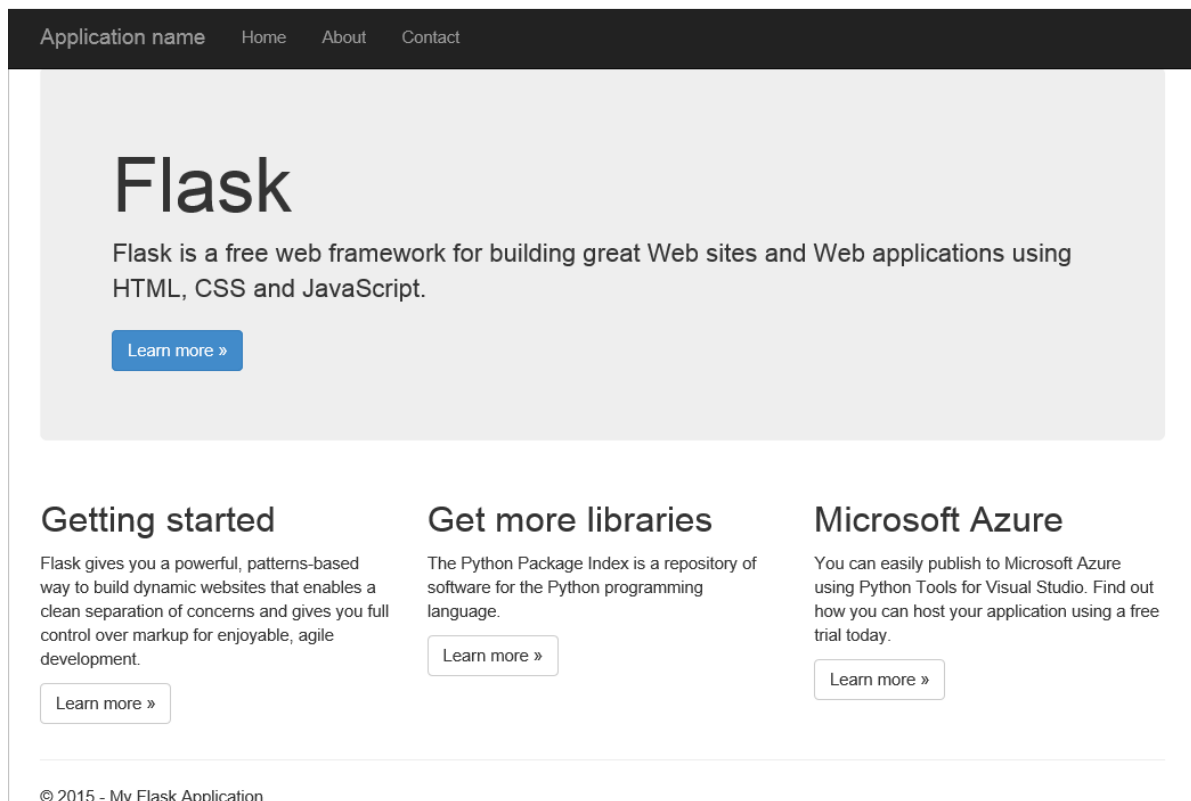 Application name Home About Contact
Flask
Flask is a free web framework for building great Web sites and Web applications using
HTML, CSS and JavaScript.
Learn more »
Getting started
Flask gives you a powerful, patterns-based
way to build dynamic websites that enables a
clean separation of concerns and gives you full
control over markup for enjoyable, agile
development.
Learn more »
Get more libraries
The Python Package Index is a repository of
software for the Python programming
language.
Learn more »
Microsoft Azure
You can easily publish to Microsoft Azure
using Python Tools for Visual Studio. Find out
how you can host your application using a free
trial today.
Learn more »
© 2015 - My Flask Application